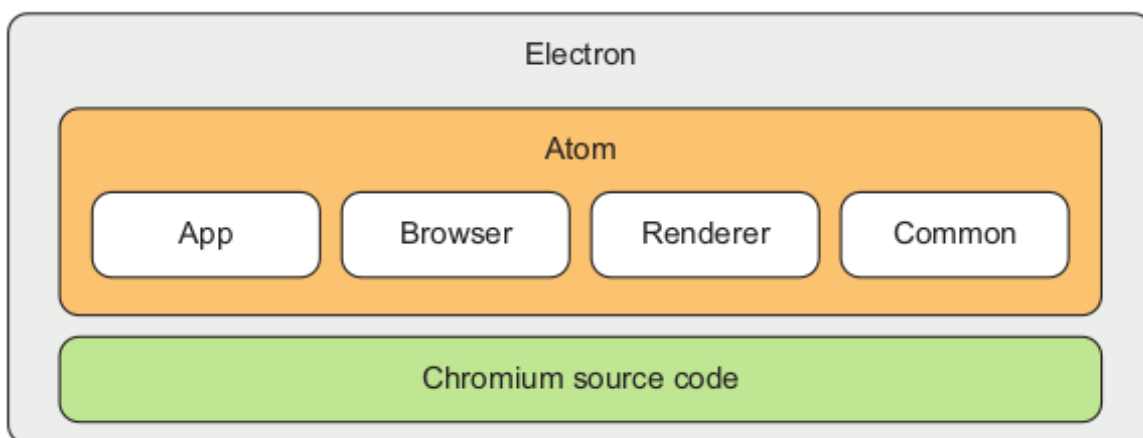 Electron
Atom
App
Browser
Renderer
Common
Chromium source code